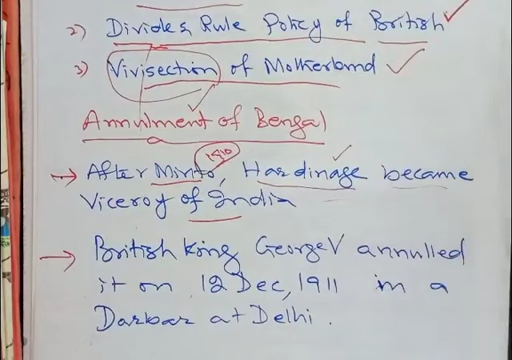 2) Divide & Rule Policy of British
3) Vivisection of Motherland
Annulment of Bengal
1910
→ After Minto, Hardinage became
Viceroy of India
→ British King George V annulled
it on 12 Dec, 1911 in a
Darbar at Delhi.